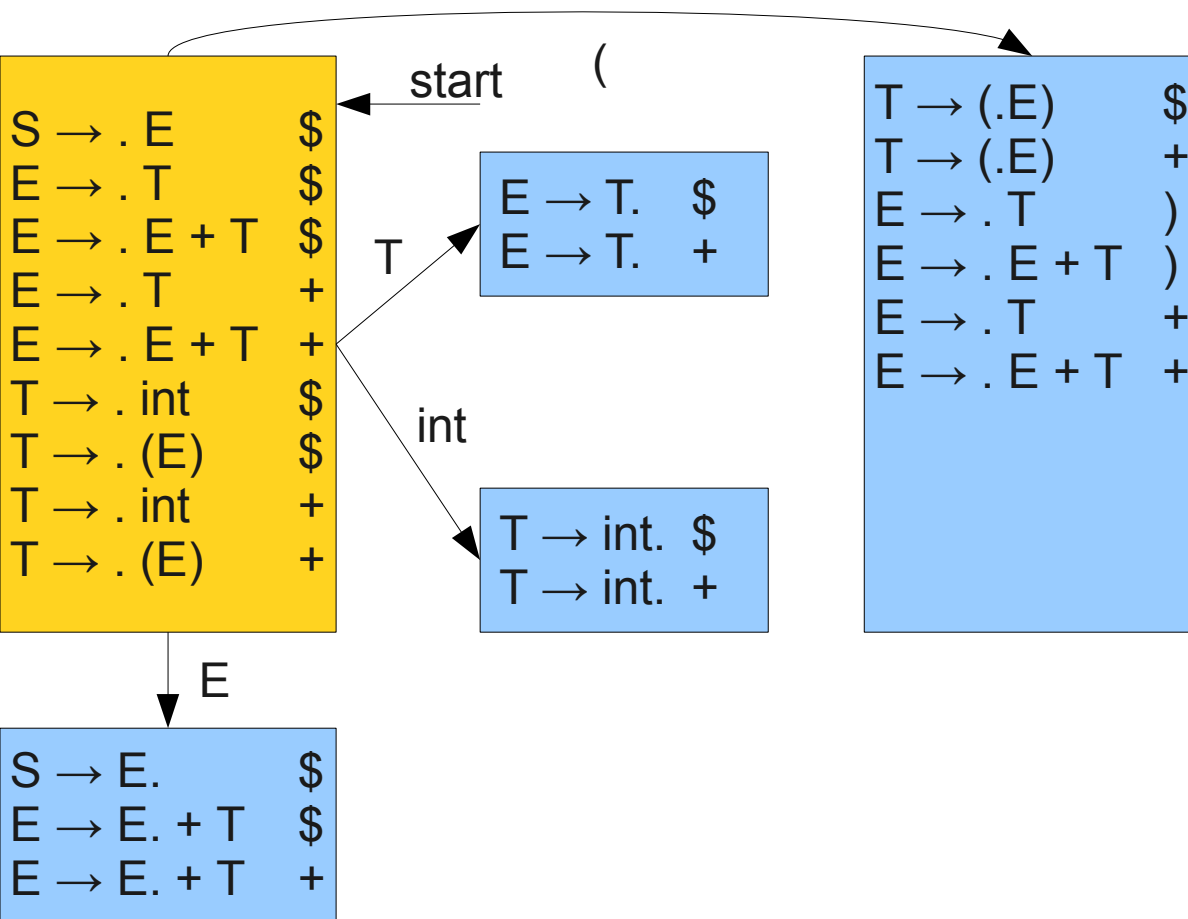 start
(
S → . E $
E → . T $
E → . E + T $
E → . T +
E → . E + T +
T → . int $
T → . (E) $
T → . int +
T → . (E) +
T
E → T. $
E → T. +
int
T → int. $
T → int. +
T → (.E) $
T → (.E) +
E → . T )
E → . E + T )
E → . T +
E → . E + T +
E
S → E. $
E → E. + T $
E → E. + T +